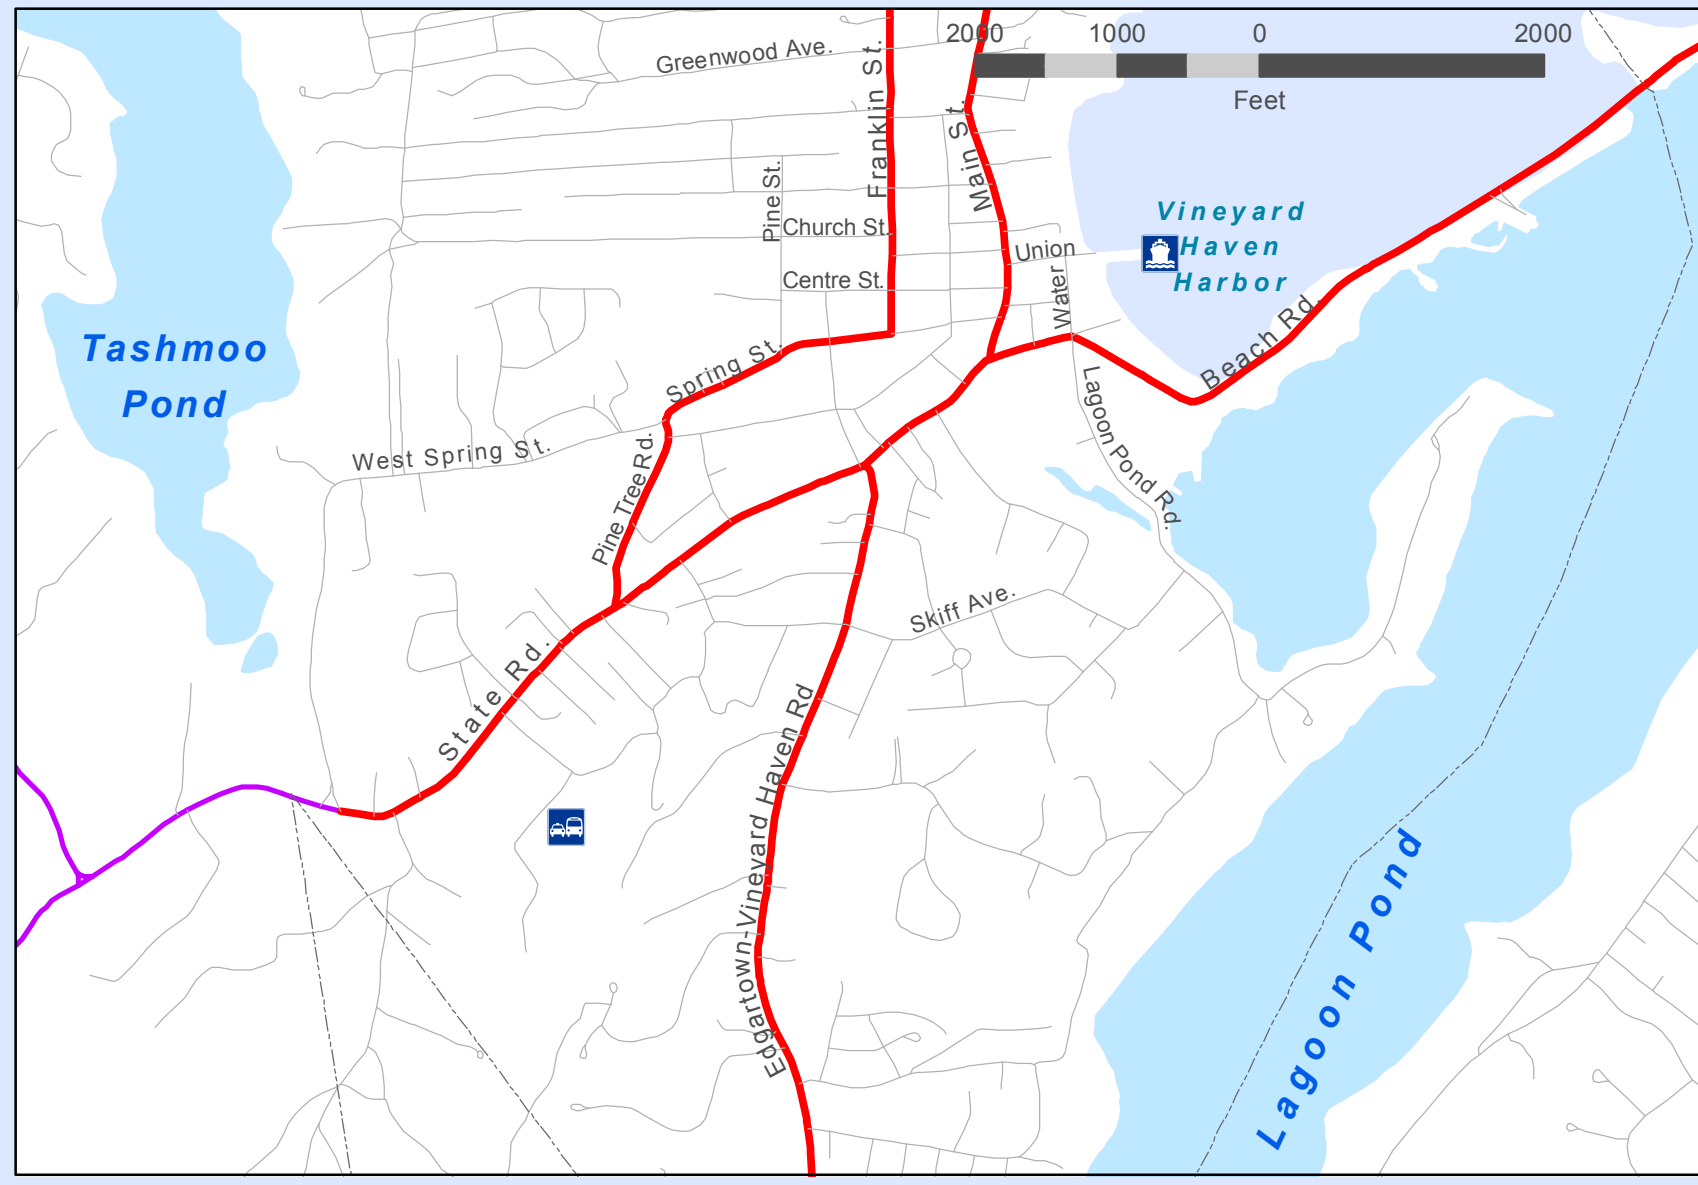 2000 1000 0 2000
Feet
Greenwood Ave.
Franklin St.
Main St.
Pine St.
Church St.
Centre St.
Union
Water
Vineyard
Haven
Harbor
Beach Rd.
Tashmoo
Pond
Spring St.
West Spring St.
Pine Tree Rd.
Lagoon Pond Rd.
Skiff Ave.
State Rd.
Edgartown-Vineyard Haven Rd
Lagoon Pond